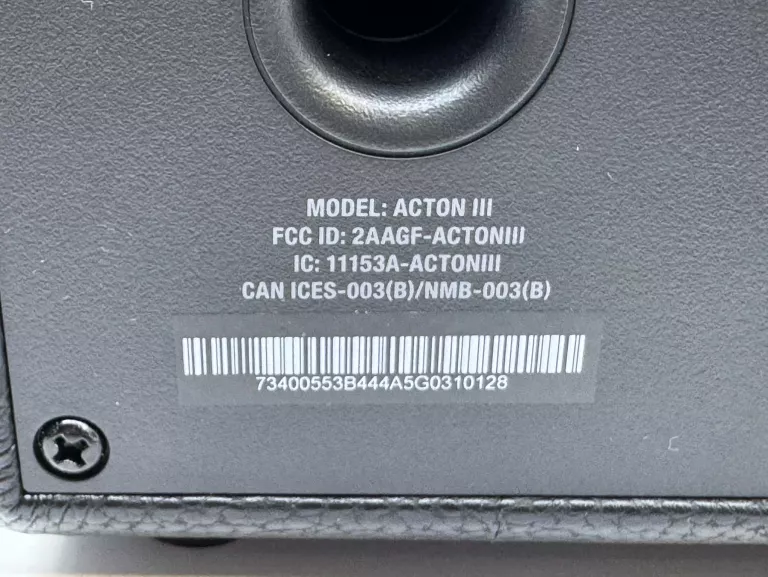 MODEL: ACTON III
FCC ID: 2AAGF-ACTONIII
IC: 11153A-ACTONIII
CAN ICES-003(B)/NMB-003(B)
73400553B444A5G0310128